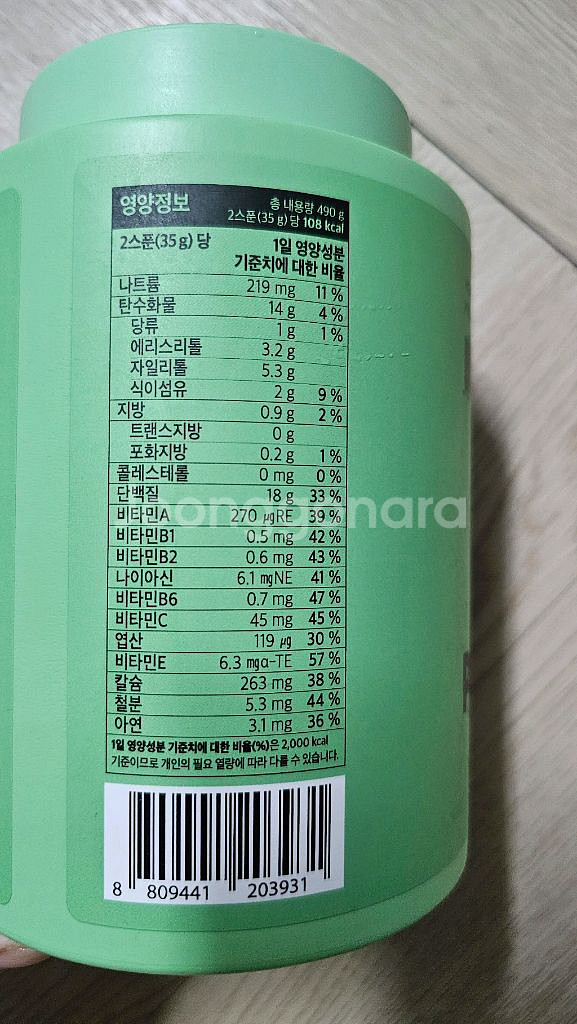 영양정보
총 내용량 490 g
2스푼(35 g) 당 108 kcal
2스푼(35 g) 당 1일 영양성분
기준치에 대한 비율
나트륨 219 mg 11 %
탄수화물 14 g 4 %
당류 1 g 1 %
에리스리톨 3.2 g
자일리톨 5.3 g
식이섬유 2 g 9 %
지방 0.9 g 2 %
트랜스지방 0 g
포화지방 0.2 g 1 %
콜레스테롤 0 mg 0 %
단백질 18 g 33 %
비타민A 270 ㎍RE 39 %
비타민B1 0.5 mg 42 %
비타민B2 0.6 mg 43 %
나이아신 6.1 ㎎NE 41 %
비타민B6 0.7 mg 47 %
비타민C 45 mg 45 %
엽산 119 ㎍ 30 %
비타민E 6.3 ㎎α-TE 57 %
칼슘 263 mg 38 %
철분 5.3 mg 44 %
아연 3.1 mg 36 %
1일 영양성분 기준치에 대한 비율(%)은 2,000 kcal
기준이므로 개인의 필요 열량에 따라 다를 수 있습니다.
8 809441 203931